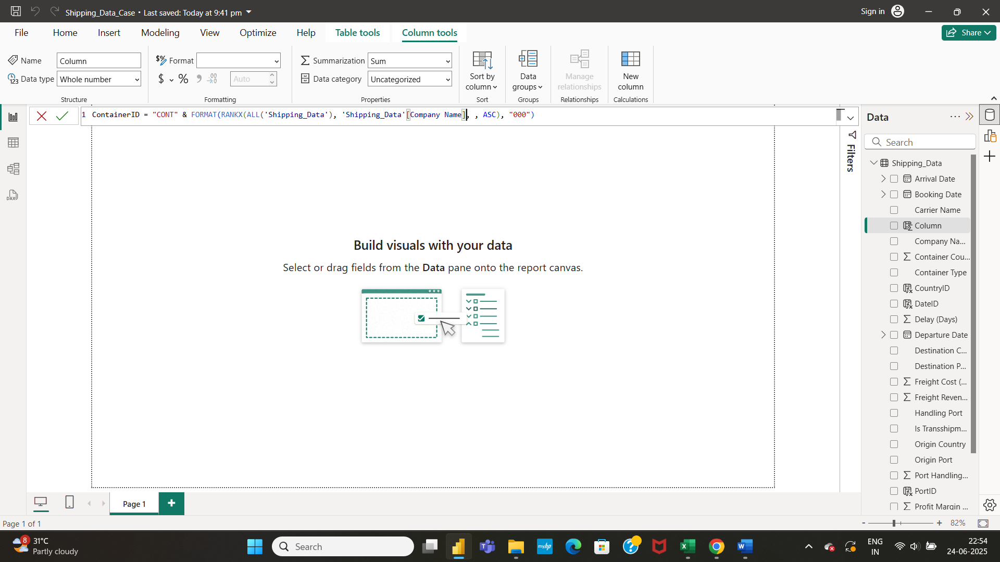 Shipping_Data_Case • Last saved: Today at 9:41 pm
Sign in
File Home Insert Modeling View Optimize Help Table tools Column tools
Share
Name Column
Data type Whole number
Structure
Format
$ % Auto
Formatting
Summarization Sum
Data category Uncategorized
Properties
Sort by column
Sort
Data groups
Groups
Manage relationships
Relationships
New column
Calculations
1 ContainerID = "CONT" & FORMAT(RANKX(ALL('Shipping_Data'), 'Shipping_Data'[Company Name], , ASC), "000")
Build visuals with your data
Select or drag fields from the Data pane onto the report canvas.
Filters
Data
Search
Shipping_Data
Arrival Date
Booking Date
Carrier Name
Column
Company Na...
Container Cou...
Container Type
CountryID
DateID
Delay (Days)
Departure Date
Destination C...
Destination P...
Freight Cost (...
Freight Reven...
Handling Port
Is Transshipm...
Origin Country
Origin Port
Port Handling...
PortID
Profit Margin ...
DAX
Page 1
Page 1 of 1
- + 82%
8
31°C
Partly cloudy
Search
myhp
ENG
IN
22:54
24-06-2025